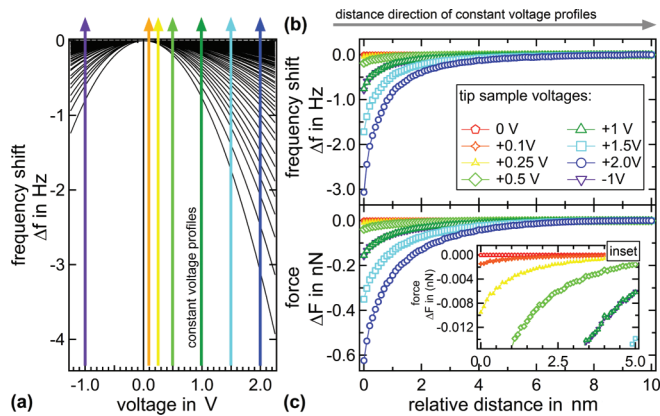 (b) distance direction of constant voltage profiles
0
-1
-2
-3
-4
frequency shift
Δf in Hz
constant voltage profiles
-1.0
0.0
1.0
2.0
voltage in V
(a)
0.0
-1.0
-2.0
-3.0
frequency shift
Δf in Hz
tip sample voltages:
0 V
+0.1V
+0.25 V
+0.5 V
+1 V
+1.5V
+2.0V
-1V
0.0
-0.2
-0.4
-0.6
force
ΔF in nN
inset
0.000
-0.004
-0.008
-0.012
force
ΔF in (nN)
0.0
2.5
5.0
0
2
4
6
8
10
(c) relative distance in nm